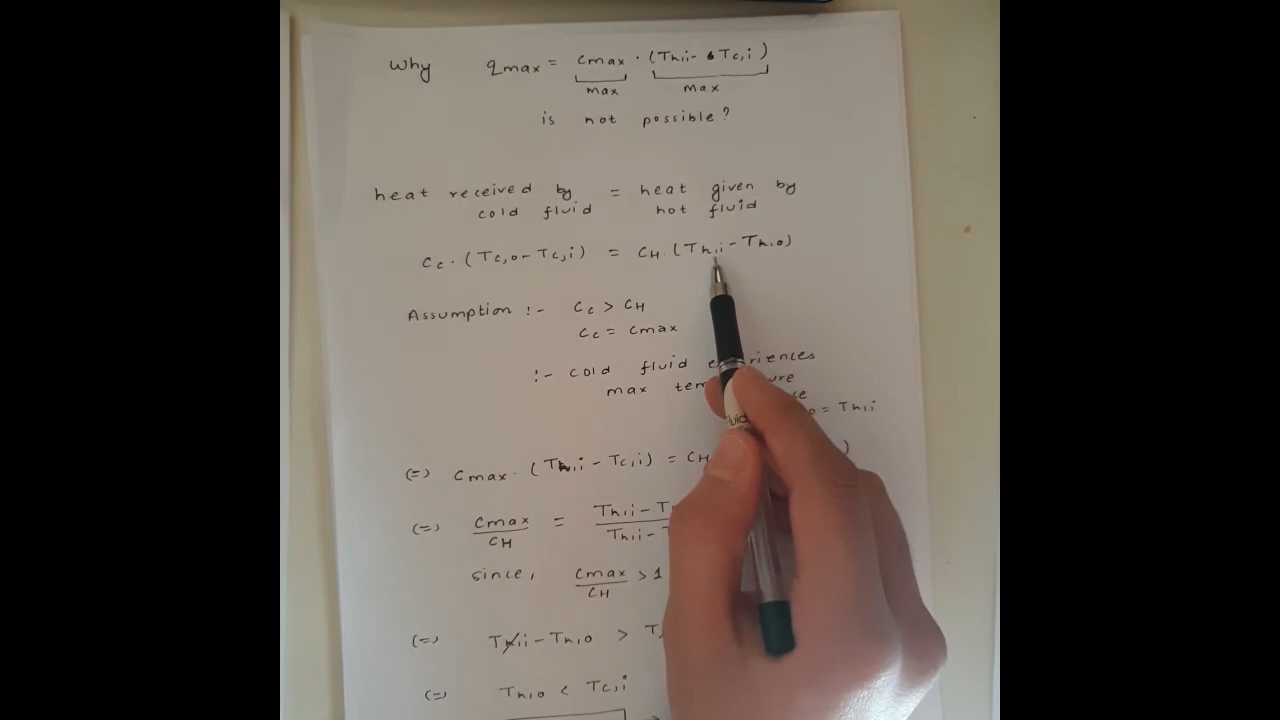 Why qmax = Cmax · (Th,i - Tc,i)
max max
is not possible?
heat received by = heat given by
cold fluid hot fluid
Cc · (Tc,o - Tc,i) = CH · (Th,i - Th,o)
Assumption :- Cc > CH
Cc = Cmax
:- cold fluid
max
= Th,i
(=) Cmax · (Th,i - Tc,i) = CH )
(=) Cmax = Th,i -
CH Th,i -
since, Cmax > 1
CH
(=) Th,i - Th,o >
(=) Th,o < Tc,i